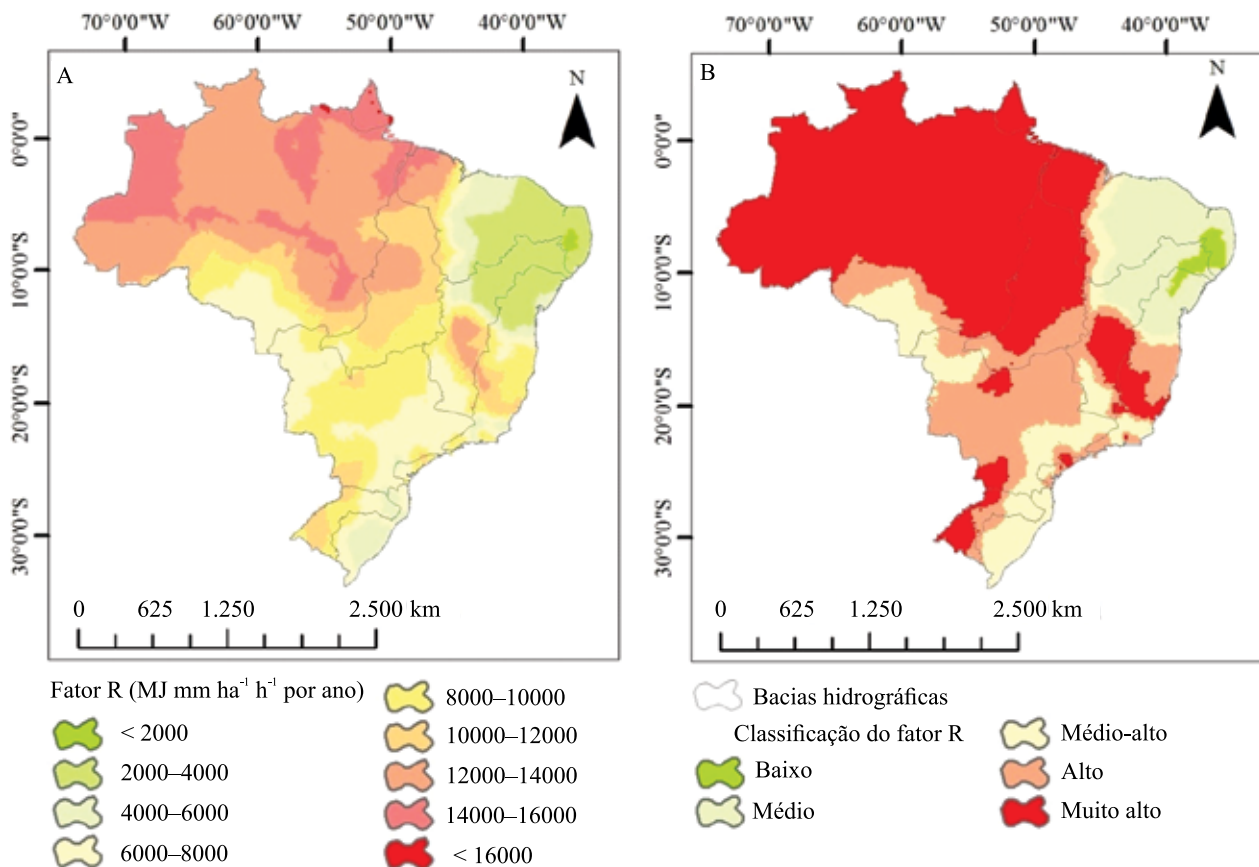 70°0'0"W 60°0'0"W 50°0'0"W 40°0'0"W
A
N
0°0'0"
10°0'0"S
20°0'0"S
30°0'0"S
0 625 1.250 2.500 km
Fator R (MJ mm ha-1 h-1 por ano)
< 2000
2000–4000
4000–6000
6000–8000
8000–10000
10000–12000
12000–14000
14000–16000
< 16000
70°0'0"W 60°0'0"W 50°0'0"W 40°0'0"W
B
N
0°0'0"
10°0'0"S
20°0'0"S
30°0'0"S
0 625 1.250 2.500 km
Bacias hidrográficas
Classificação do fator R
Baixo
Médio
Médio-alto
Alto
Muito alto